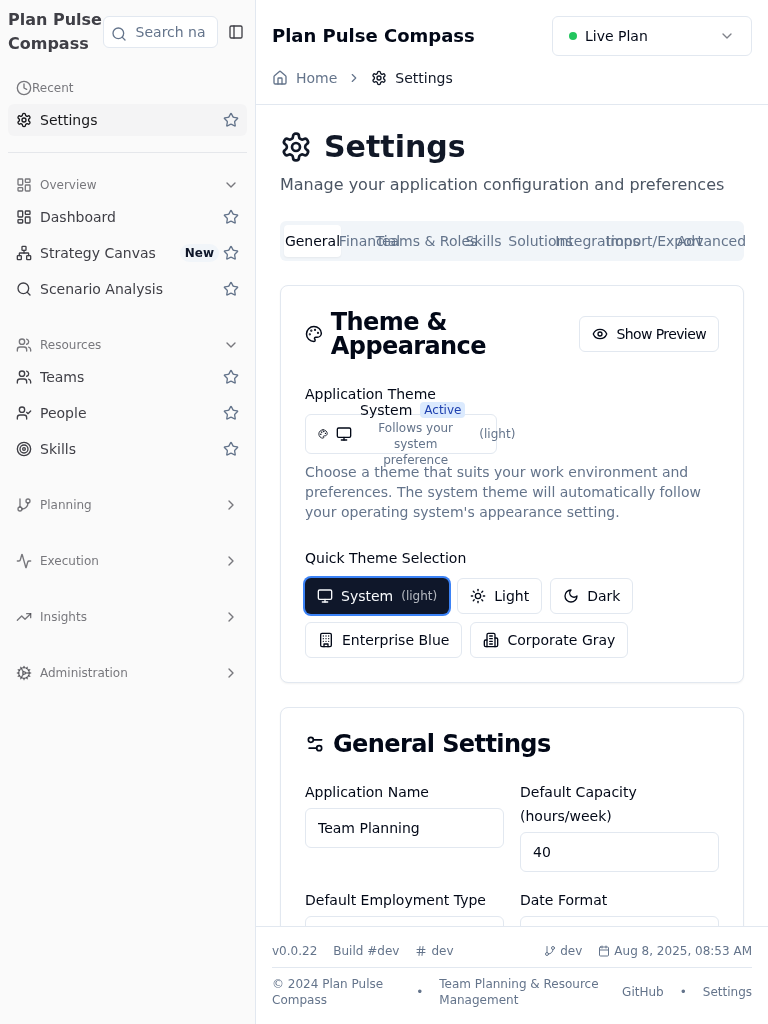 Plan Pulse
Compass
Search na
Recent
Settings
Overview
Dashboard
Strategy Canvas New
Scenario Analysis
Resources
Teams
People
Skills
Planning
Execution
Insights
Administration
Plan Pulse Compass
Live Plan
Home > Settings
Settings
Manage your application configuration and preferences
General Financial Teams & Roles Skills Solutions Integrations Import/Export Advanced
Theme &
Appearance
Show Preview
Application Theme
System Active
Follows your
system
preference
(light)
Choose a theme that suits your work environment and
preferences. The system theme will automatically follow
your operating system's appearance setting.
Quick Theme Selection
System (light) Light Dark
Enterprise Blue Corporate Gray
General Settings
Application Name
Team Planning
Default Capacity
(hours/week)
40
Default Employment Type
Date Format
v0.0.22 Build #dev # dev dev Aug 8, 2025, 08:53 AM
© 2024 Plan Pulse
Compass
•
Team Planning & Resource
Management
GitHub • Settings